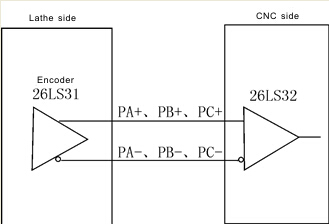 Lathe side
CNC side
Encoder
26LS31
26LS32
PA+、PB+、PC+
PA-、PB-、PC-